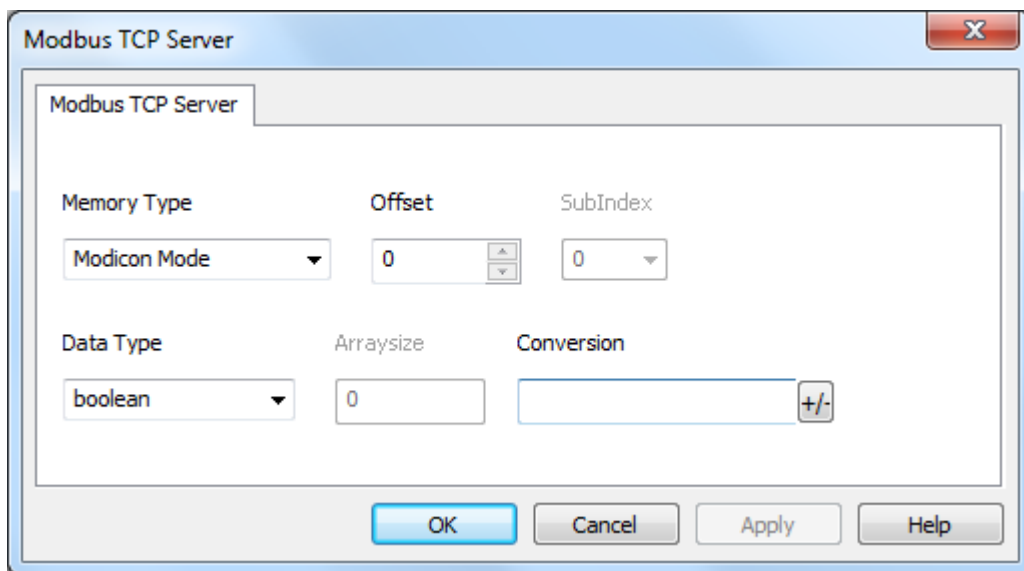 Modbus TCP Server
Modbus TCP Server
Memory Type Offset SubIndex
Modicon Mode 0 0
Data Type Arraysize Conversion
boolean 0 +/-
OK Cancel Apply Help